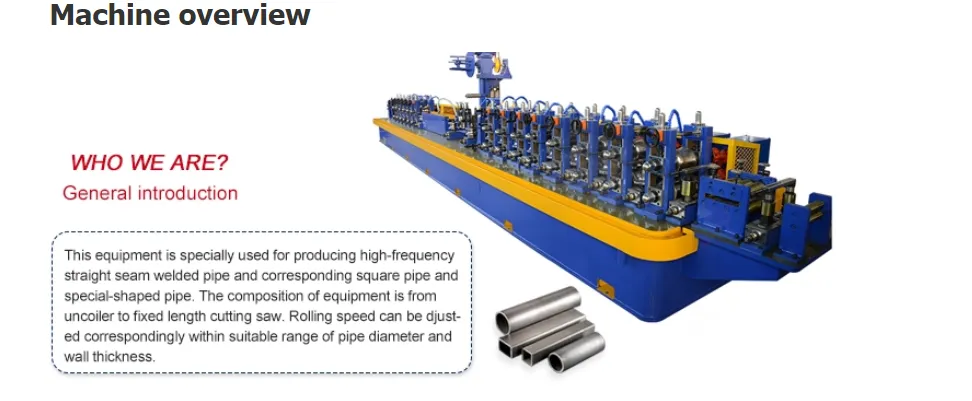 Machine overview
WHO WE ARE?
General introduction
This equipment is specially used for producing high-frequency
straight seam welded pipe and corresponding square pipe and
special-shaped pipe. The composition of equipment is from
uncoiler to fixed length cutting saw. Rolling speed can be djust-
ed correspondingly within suitable range of pipe diameter and
wall thickness.